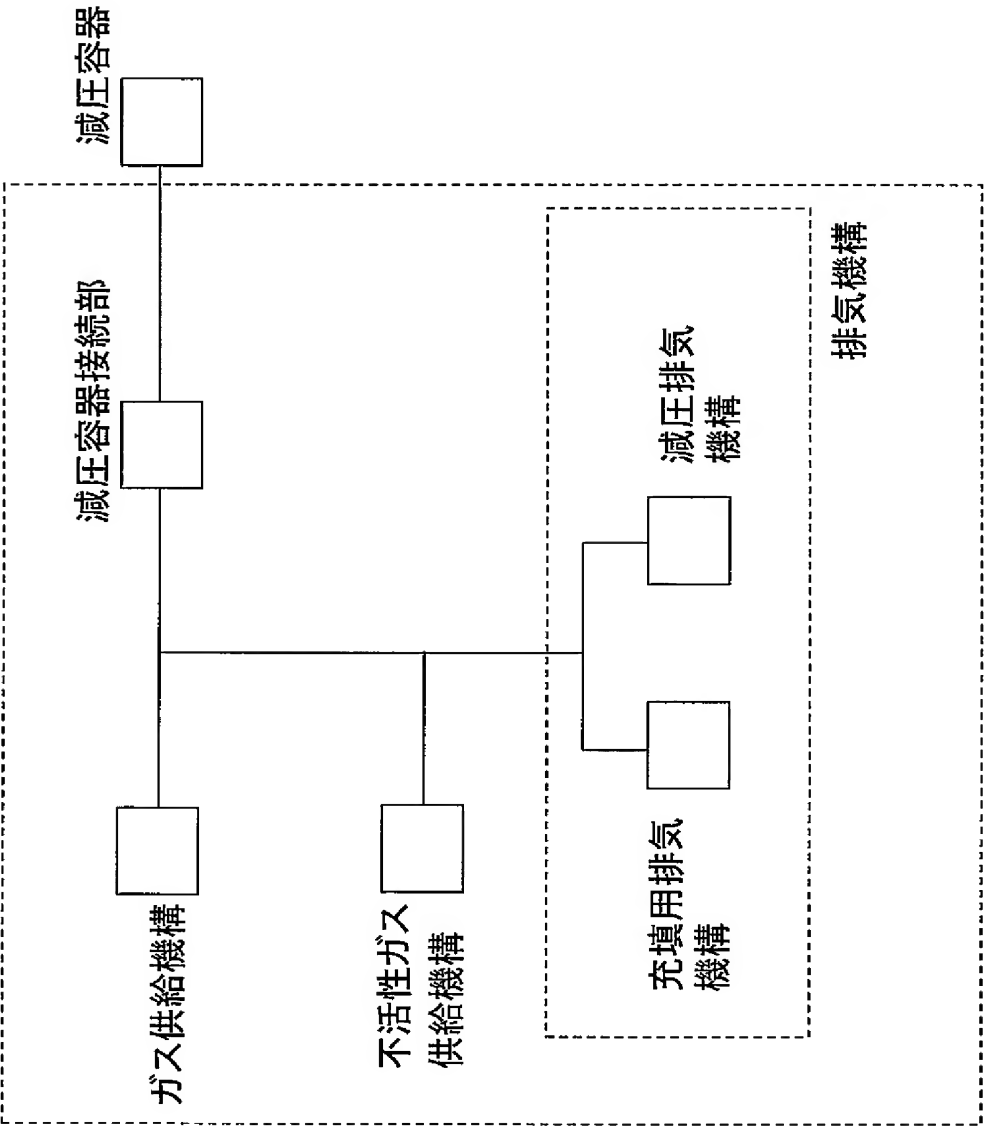 ガス供給機構
不活性ガス
供給機構
充填用排気
機構
減圧容器接続部
減圧排気
機構
排気機構
減圧容器